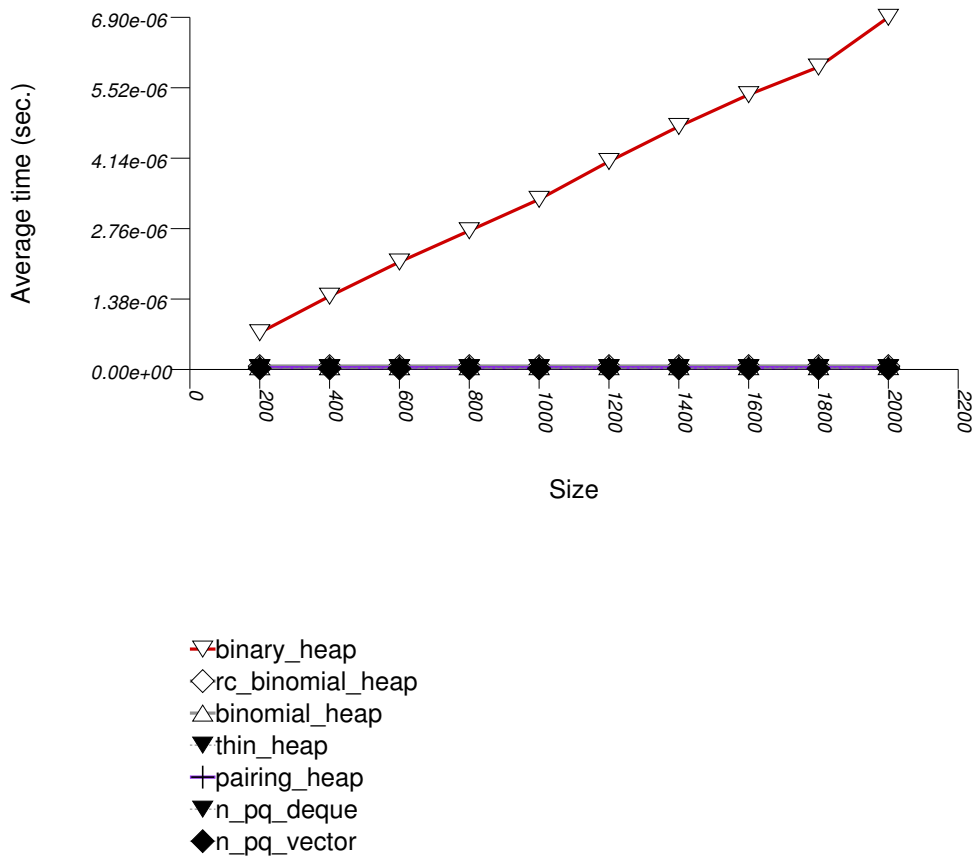 6.90e-06
5.52e-06
4.14e-06
2.76e-06
1.38e-06
0.00e+00
Average time (sec.)
0
200
400
600
800
1000
1200
1400
1600
1800
2000
2200
Size
binary_heap
rc_binomial_heap
binomial_heap
thin_heap
pairing_heap
n_pq_deque
n_pq_vector